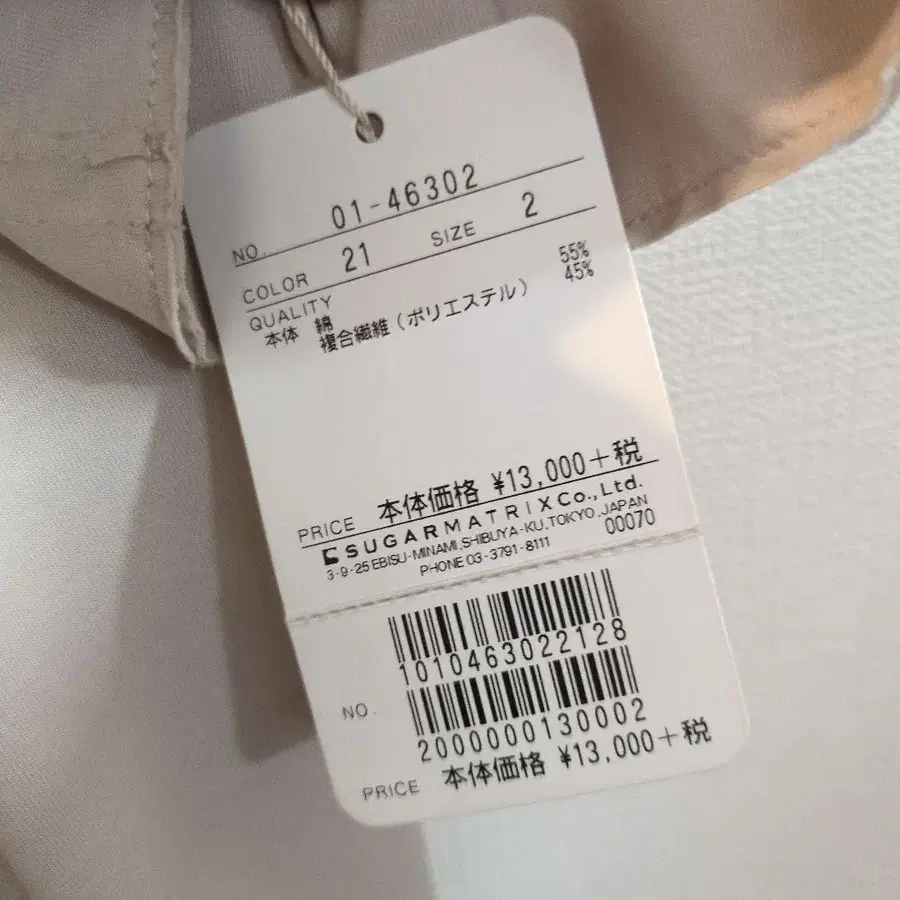 NO. 01-46302
COLOR 21 SIZE 2
QUALITY
本体 綿 55%
複合繊維(ポリエステル) 45%
PRICE 本体価格 ¥13,000+税
SUGARMATRIX Co., Ltd.
3-9-25 EBISU-MINAMI, SHIBUYA-KU, TOKYO, JAPAN
PHONE 03-3791-8111 00070
1010463022128
NO.
2000000130002
PRICE 本体価格 ¥13,000+税